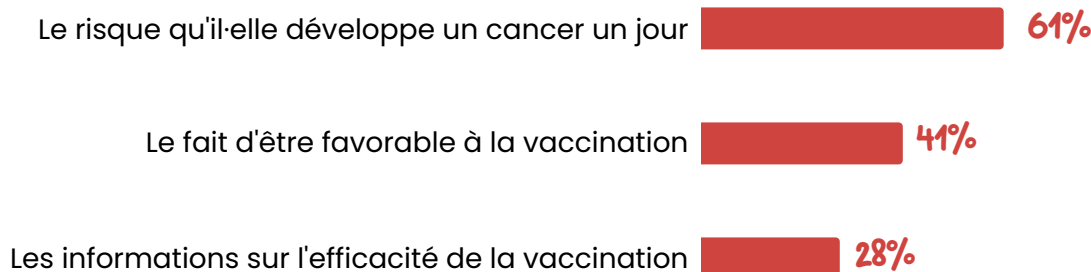 Le risque qu'il·elle développe un cancer un jour 61%
Le fait d'être favorable à la vaccination 41%
Les informations sur l'efficacité de la vaccination 28%